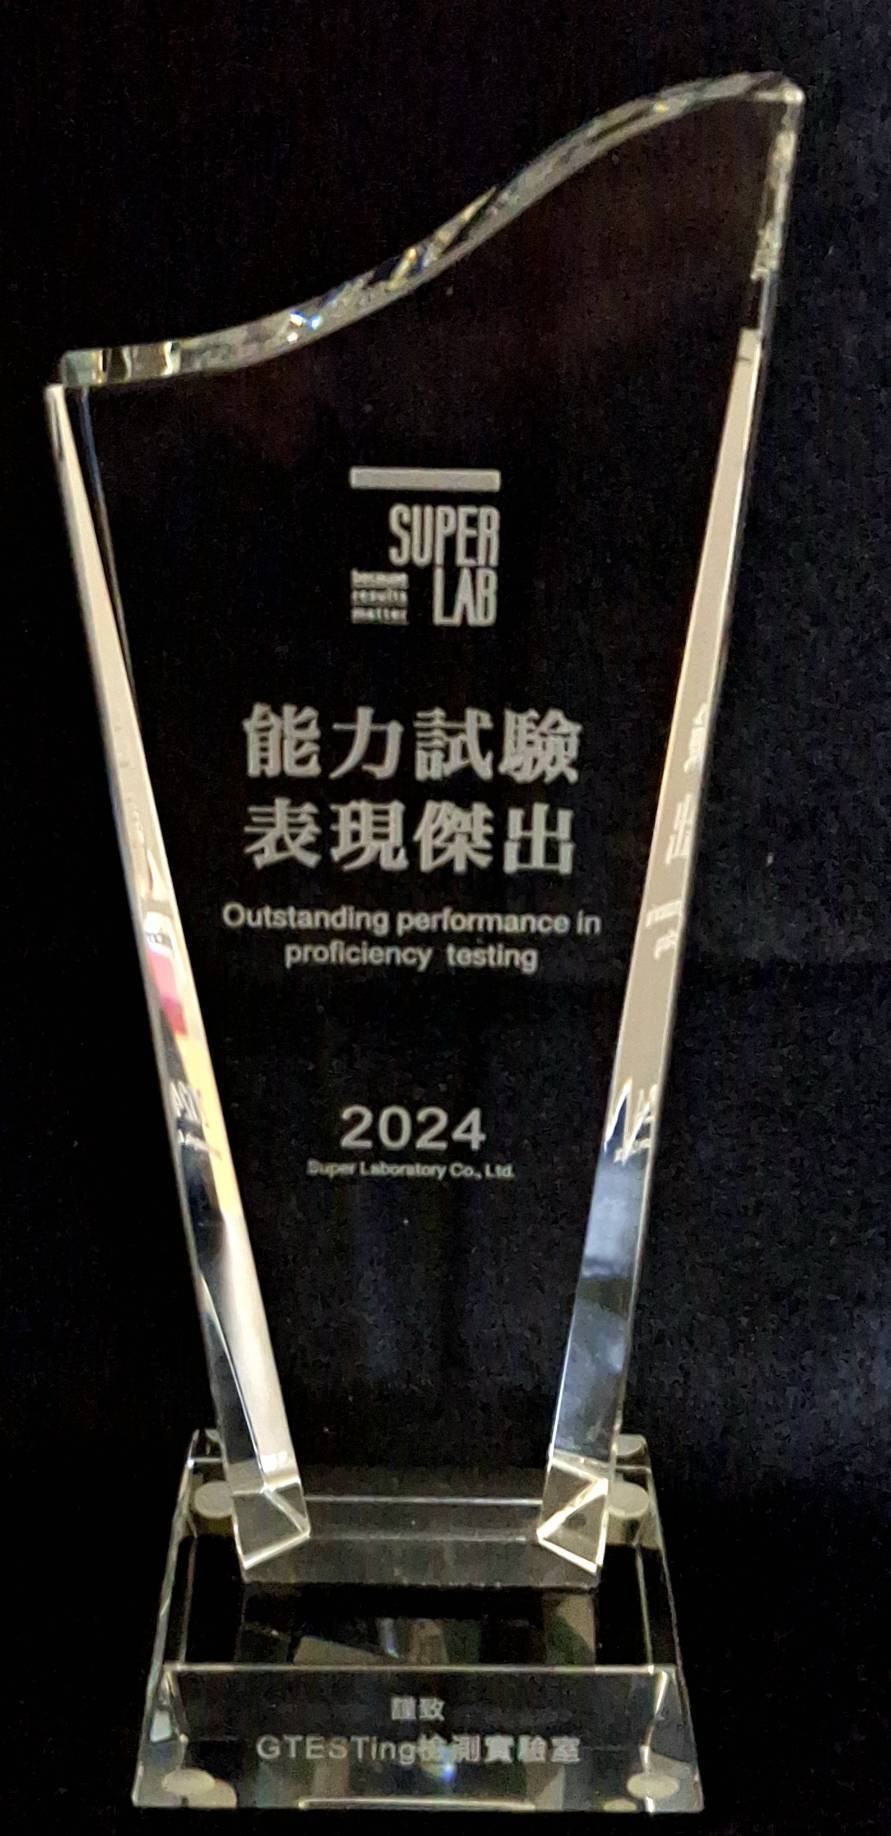 SUPER
LAB
because
results
matter
能力試驗
表現傑出
Outstanding performance in
proficiency testing
2024
Super Laboratory Co., Ltd.
謹致
GTESTing檢測實驗室